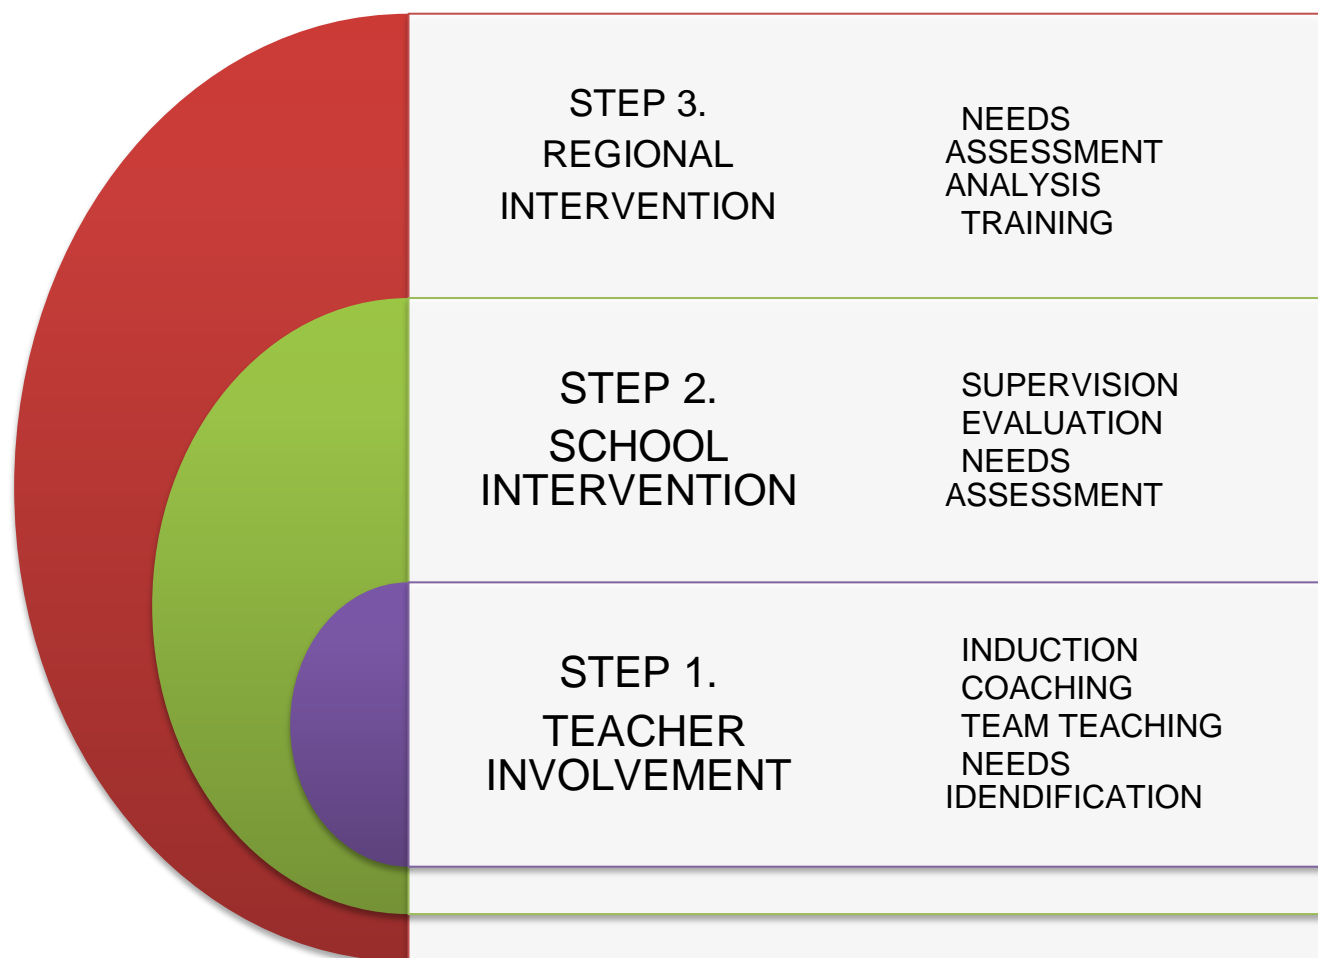 STEP 3.
REGIONAL
INTERVENTION
NEEDS
ASSESSMENT
ANALYSIS
TRAINING
STEP 2.
SCHOOL
INTERVENTION
SUPERVISION
EVALUATION
NEEDS
ASSESSMENT
STEP 1.
TEACHER
INVOLVEMENT
INDUCTION
COACHING
TEAM TEACHING
NEEDS
IDENDIFICATION